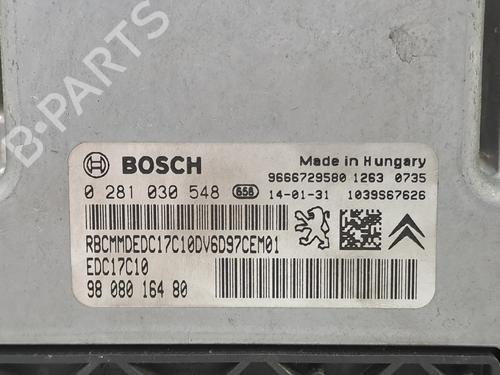 B-PARTS
BOSCH
Made in Hungary
9666729580 1263 0735
0 281 030 548 656 14-01-31 1039S67626
RBCMMDEDC17C10DV6D97CEM01
EDC17C10
98 080 164 80